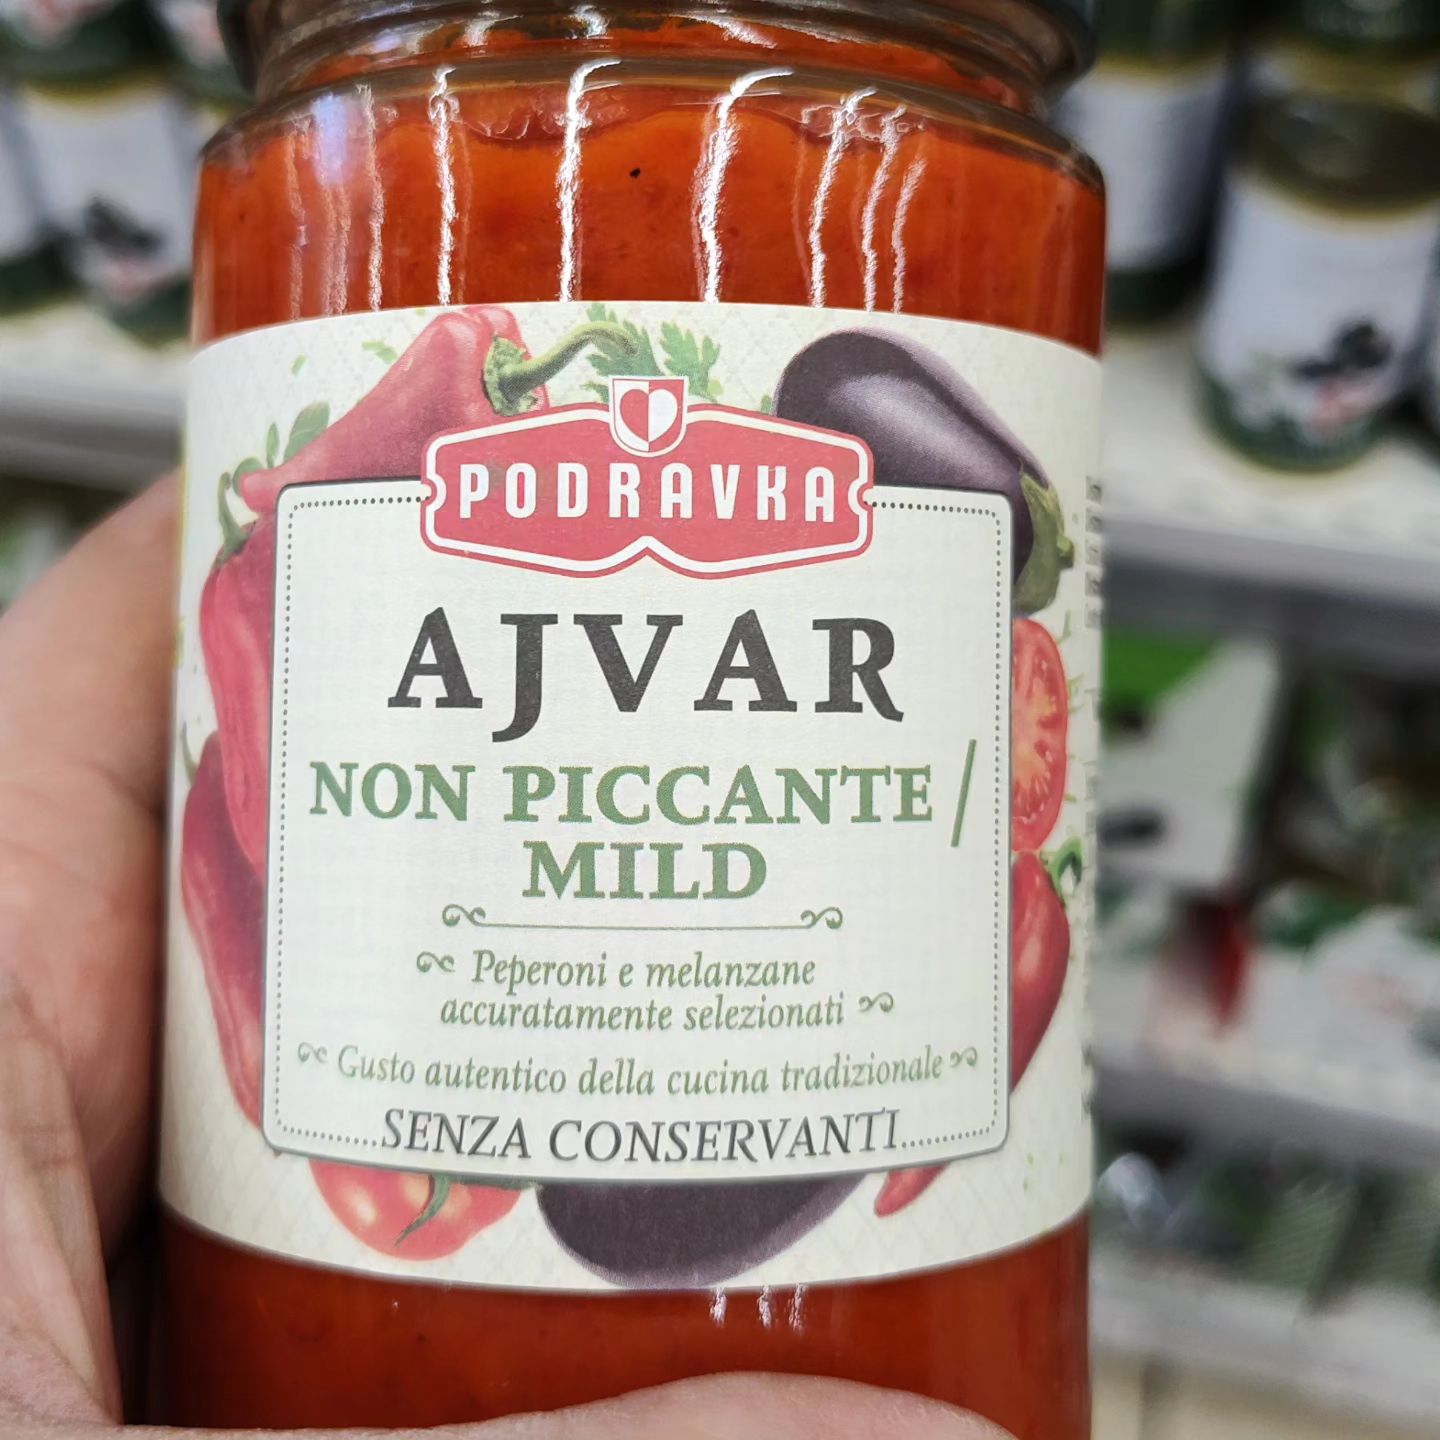 PODRAVKA
AJVAR
NON PICCANTE /
MILD
Peperoni e melanzane
accuratamente selezionati
Gusto autentico della cucina tradizionale
SENZA CONSERVANTI